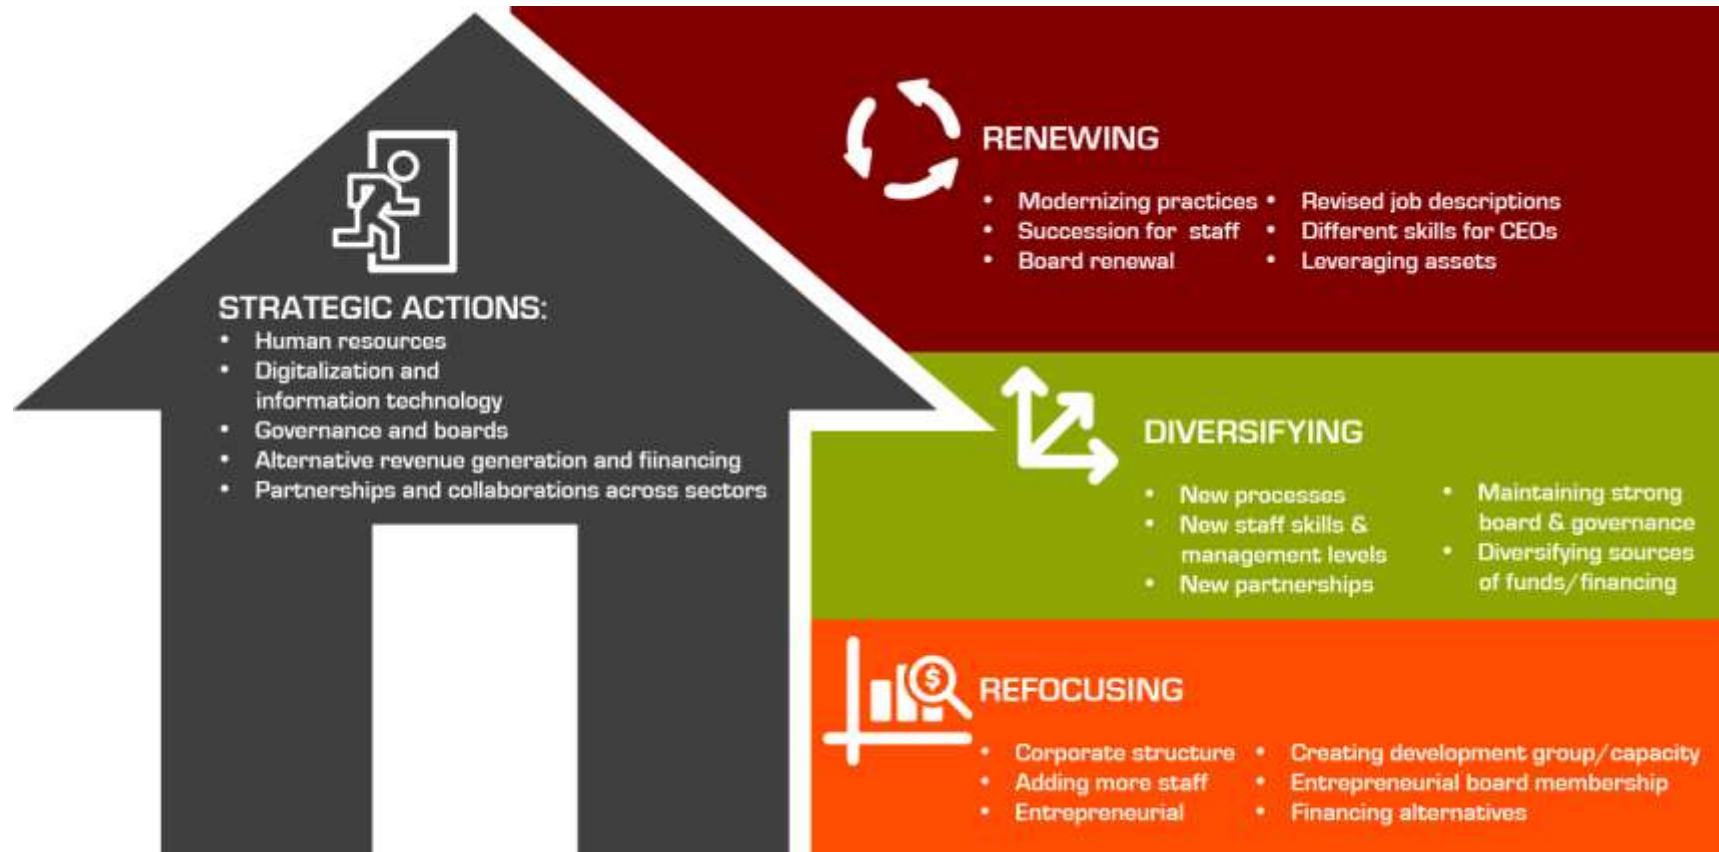 STRATEGIC ACTIONS:
• Human resources
• Digitalization and
information technology
• Governance and boards
• Alternative revenue generation and fiinancing
• Partnerships and collaborations across sectors
RENEWING
• Modernizing practices
• Succession for staff
• Board renewal
• Revised job descriptions
• Different skills for CEOs
• Leveraging assets
DIVERSIFYING
• New processes
• New staff skills &
management levels
• New partnerships
• Maintaining strong
board & governance
• Diversifying sources
of funds/financing
$
REFOCUSING
• Corporate structure
• Adding more staff
• Entrepreneurial
• Creating development group/capacity
• Entrepreneurial board membership
• Financing alternatives